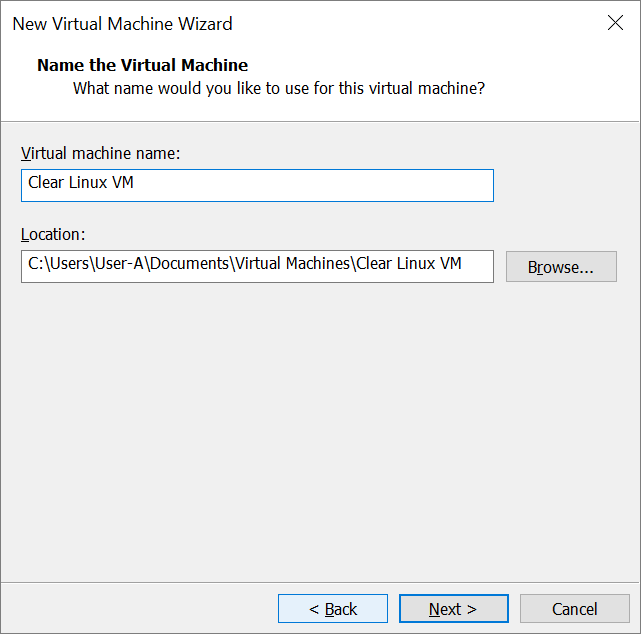 New Virtual Machine Wizard
Name the Virtual Machine
What name would you like to use for this virtual machine?
Virtual machine name:
Clear Linux VM
Location:
C:\Users\User-A\Documents\Virtual Machines\Clear Linux VM
Browse...
< Back
Next >
Cancel